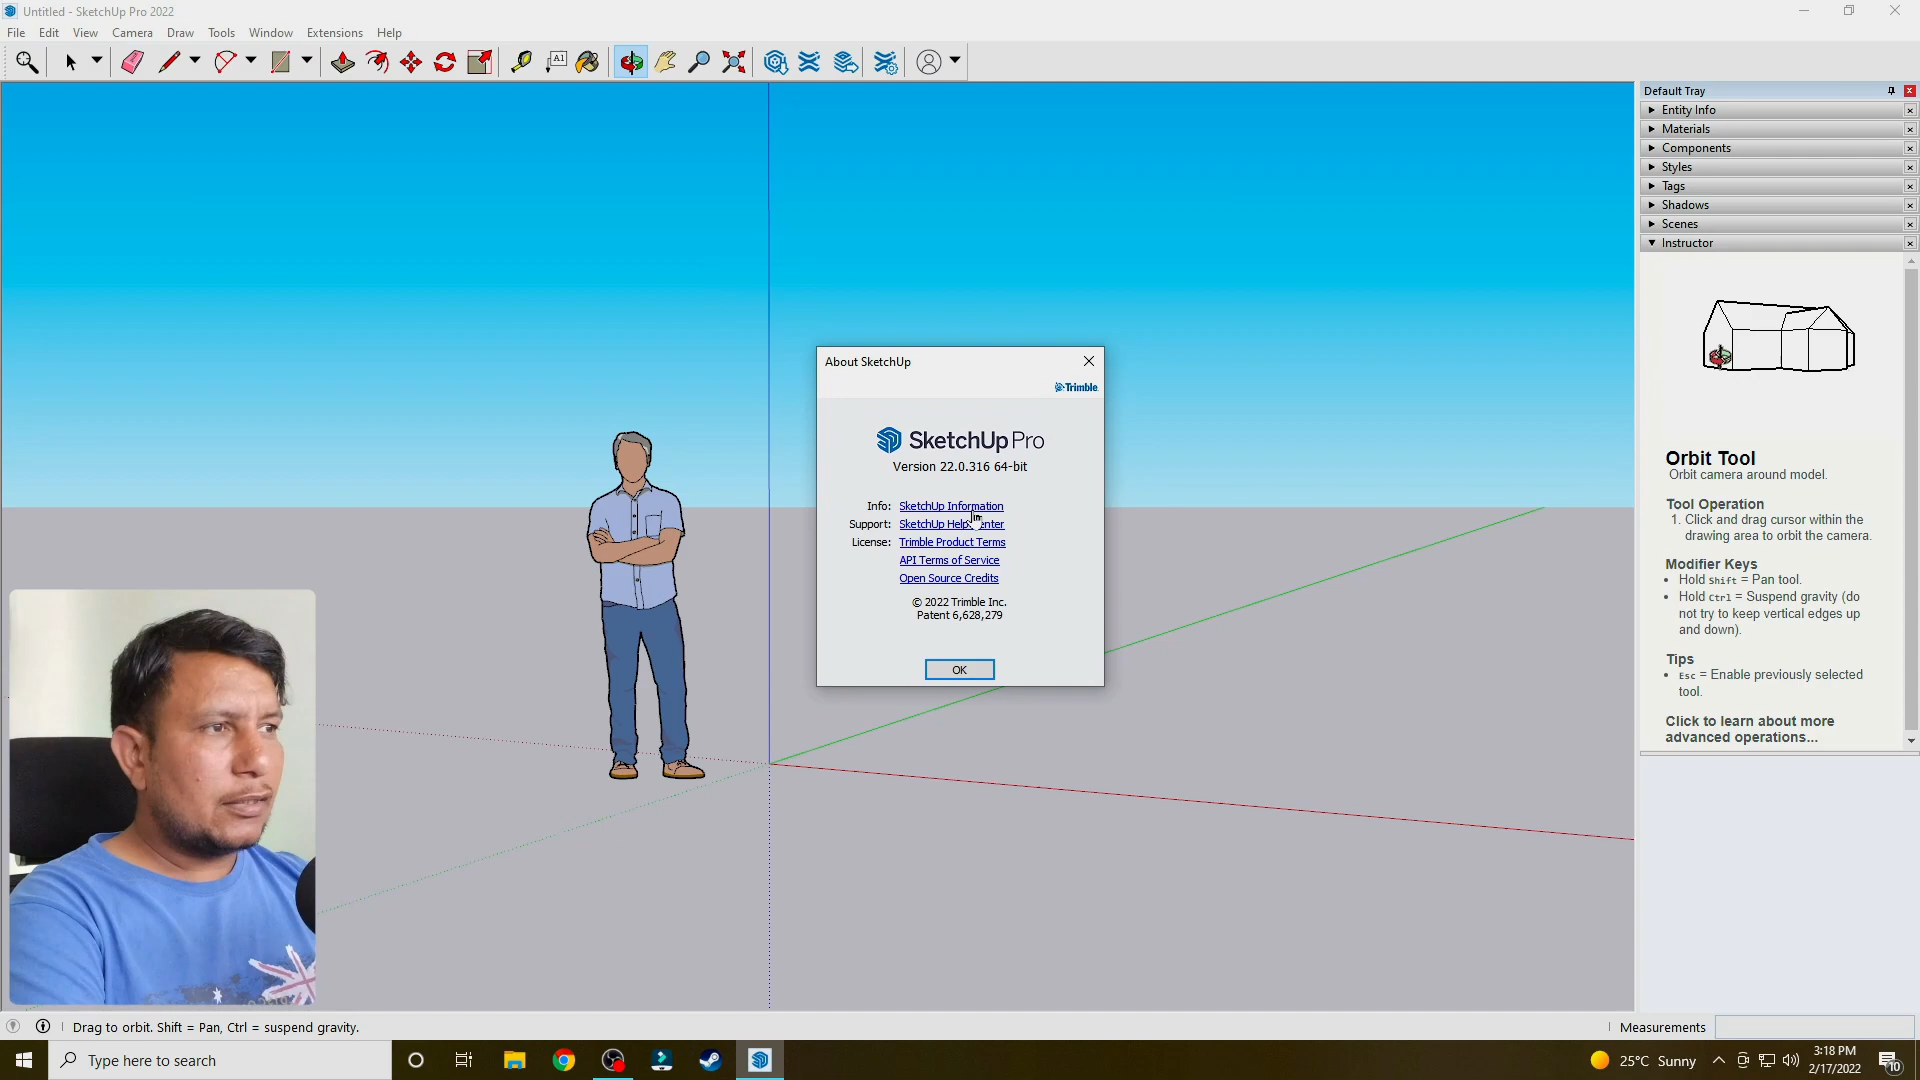 Untitled - SketchUp Pro 2022
File Edit View Camera Draw Tools Window Extensions Help
A1
Default Tray
Entity Info
Materials
Components
Styles
Tags
Shadows
Scenes
Instructor
About SketchUp
Trimble
SketchUp Pro
Version 22.0.316 64-bit
Info: SketchUp Information
Support: SketchUp Help
License: Trimble Product Terms
API Terms of Service
Open Source Credits
© 2022 Trimble Inc.
Patent 6,628,279
OK
Orbit Tool
Orbit camera around model.
Tool Operation
1. Click and drag cursor within the
drawing area to orbit the camera.
Modifier Keys
• Hold Shift = Pan tool.
• Hold Ctrl = Suspend gravity (do
not try to keep vertical edges up
and down).
Tips
• Esc = Enable previously selected
tool.
Click to learn about more
advanced operations...
Drag to orbit. Shift = Pan, Ctrl = suspend gravity.
Measurements
Type here to search
25°C Sunny
3:18 PM
2/17/2022
10